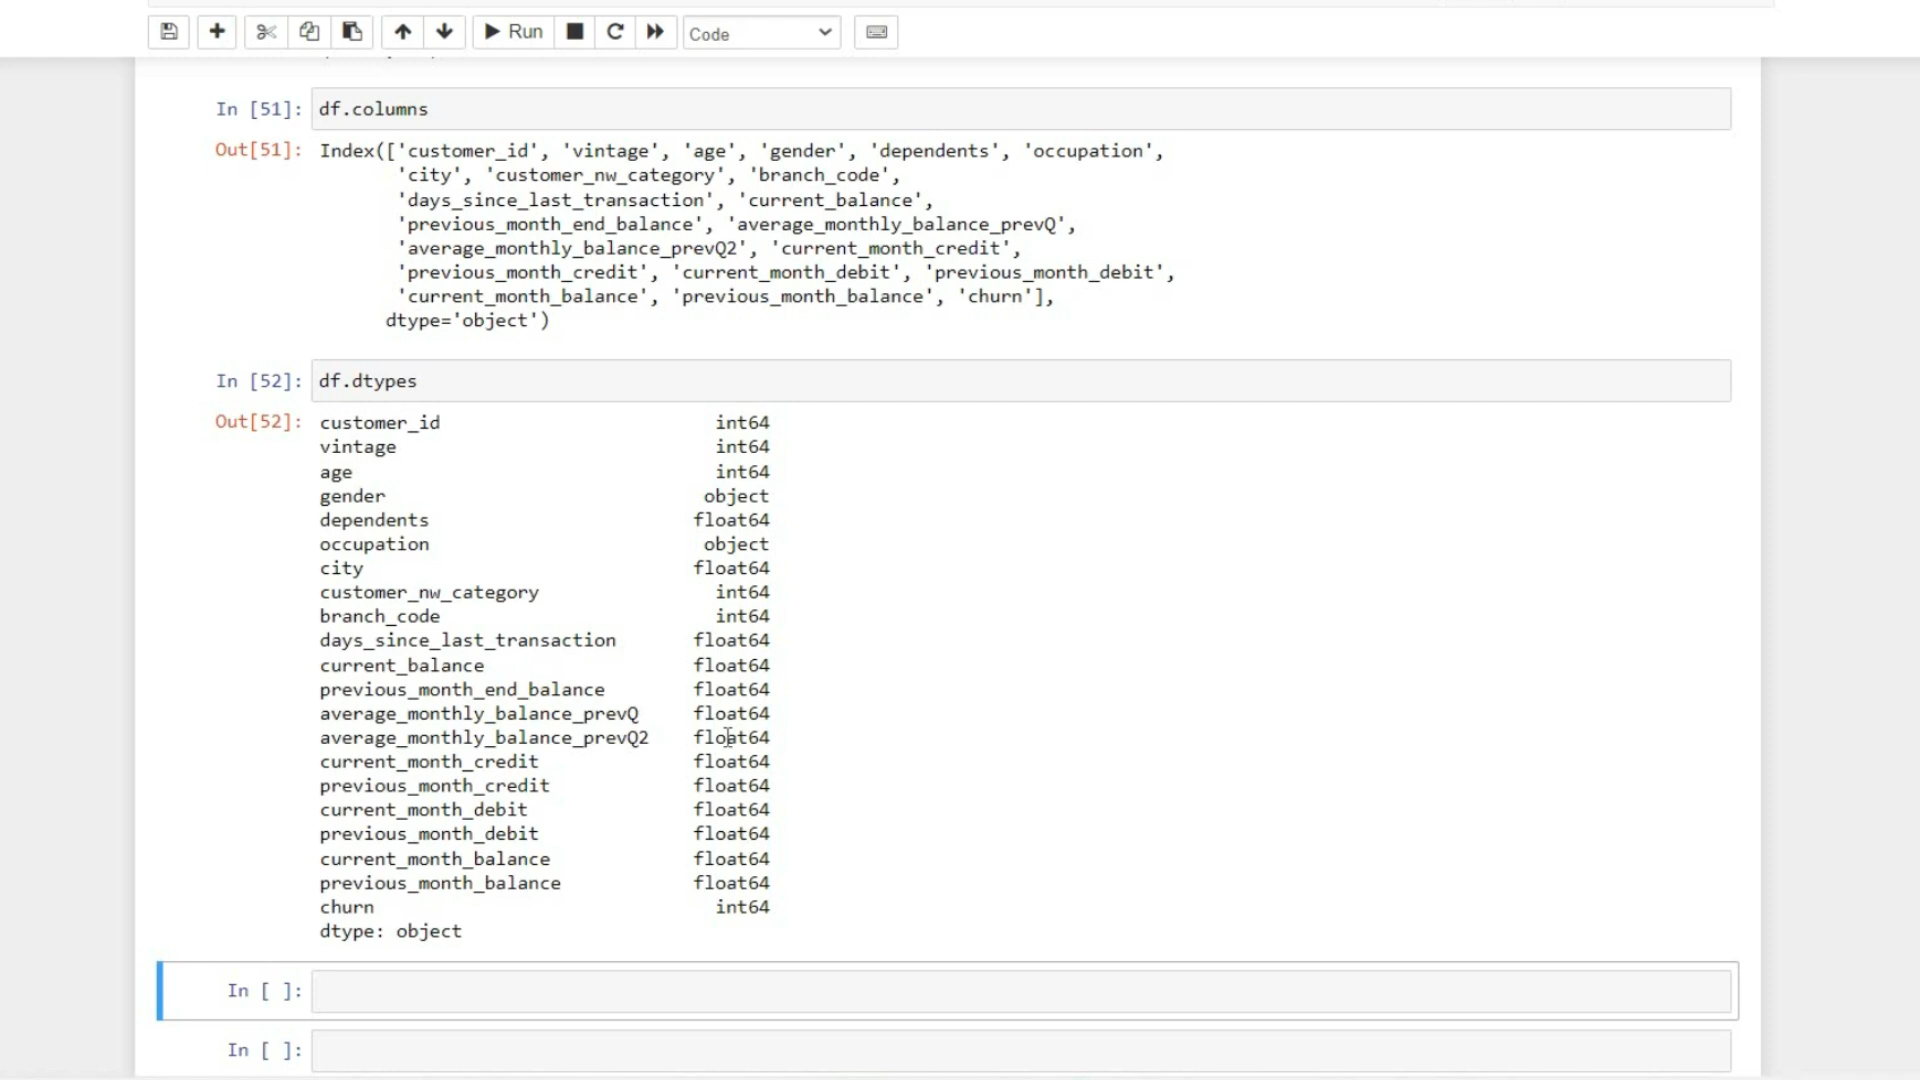 Run
Code
In [51]: df.columns
Out[51]: Index(['customer_id', 'vintage', 'age', 'gender', 'dependents', 'occupation',
'city', 'customer_nw_category', 'branch_code',
'days_since_last_transaction', 'current_balance',
'previous_month_end_balance', 'average_monthly_balance_prevQ',
'average_monthly_balance_prevQ2', 'current_month_credit',
'previous_month_credit', 'current_month_debit', 'previous_month_debit',
'current_month_balance', 'previous_month_balance', 'churn'],
dtype='object')
In [52]: df.dtypes
Out[52]: customer_id int64
vintage int64
age int64
gender object
dependents float64
occupation object
city float64
customer_nw_category int64
branch_code int64
days_since_last_transaction float64
current_balance float64
previous_month_end_balance float64
average_monthly_balance_prevQ float64
average_monthly_balance_prevQ2 float64
current_month_credit float64
previous_month_credit float64
current_month_debit float64
previous_month_debit float64
current_month_balance float64
previous_month_balance float64
churn int64
dtype: object
In [ ]:
In [ ]: